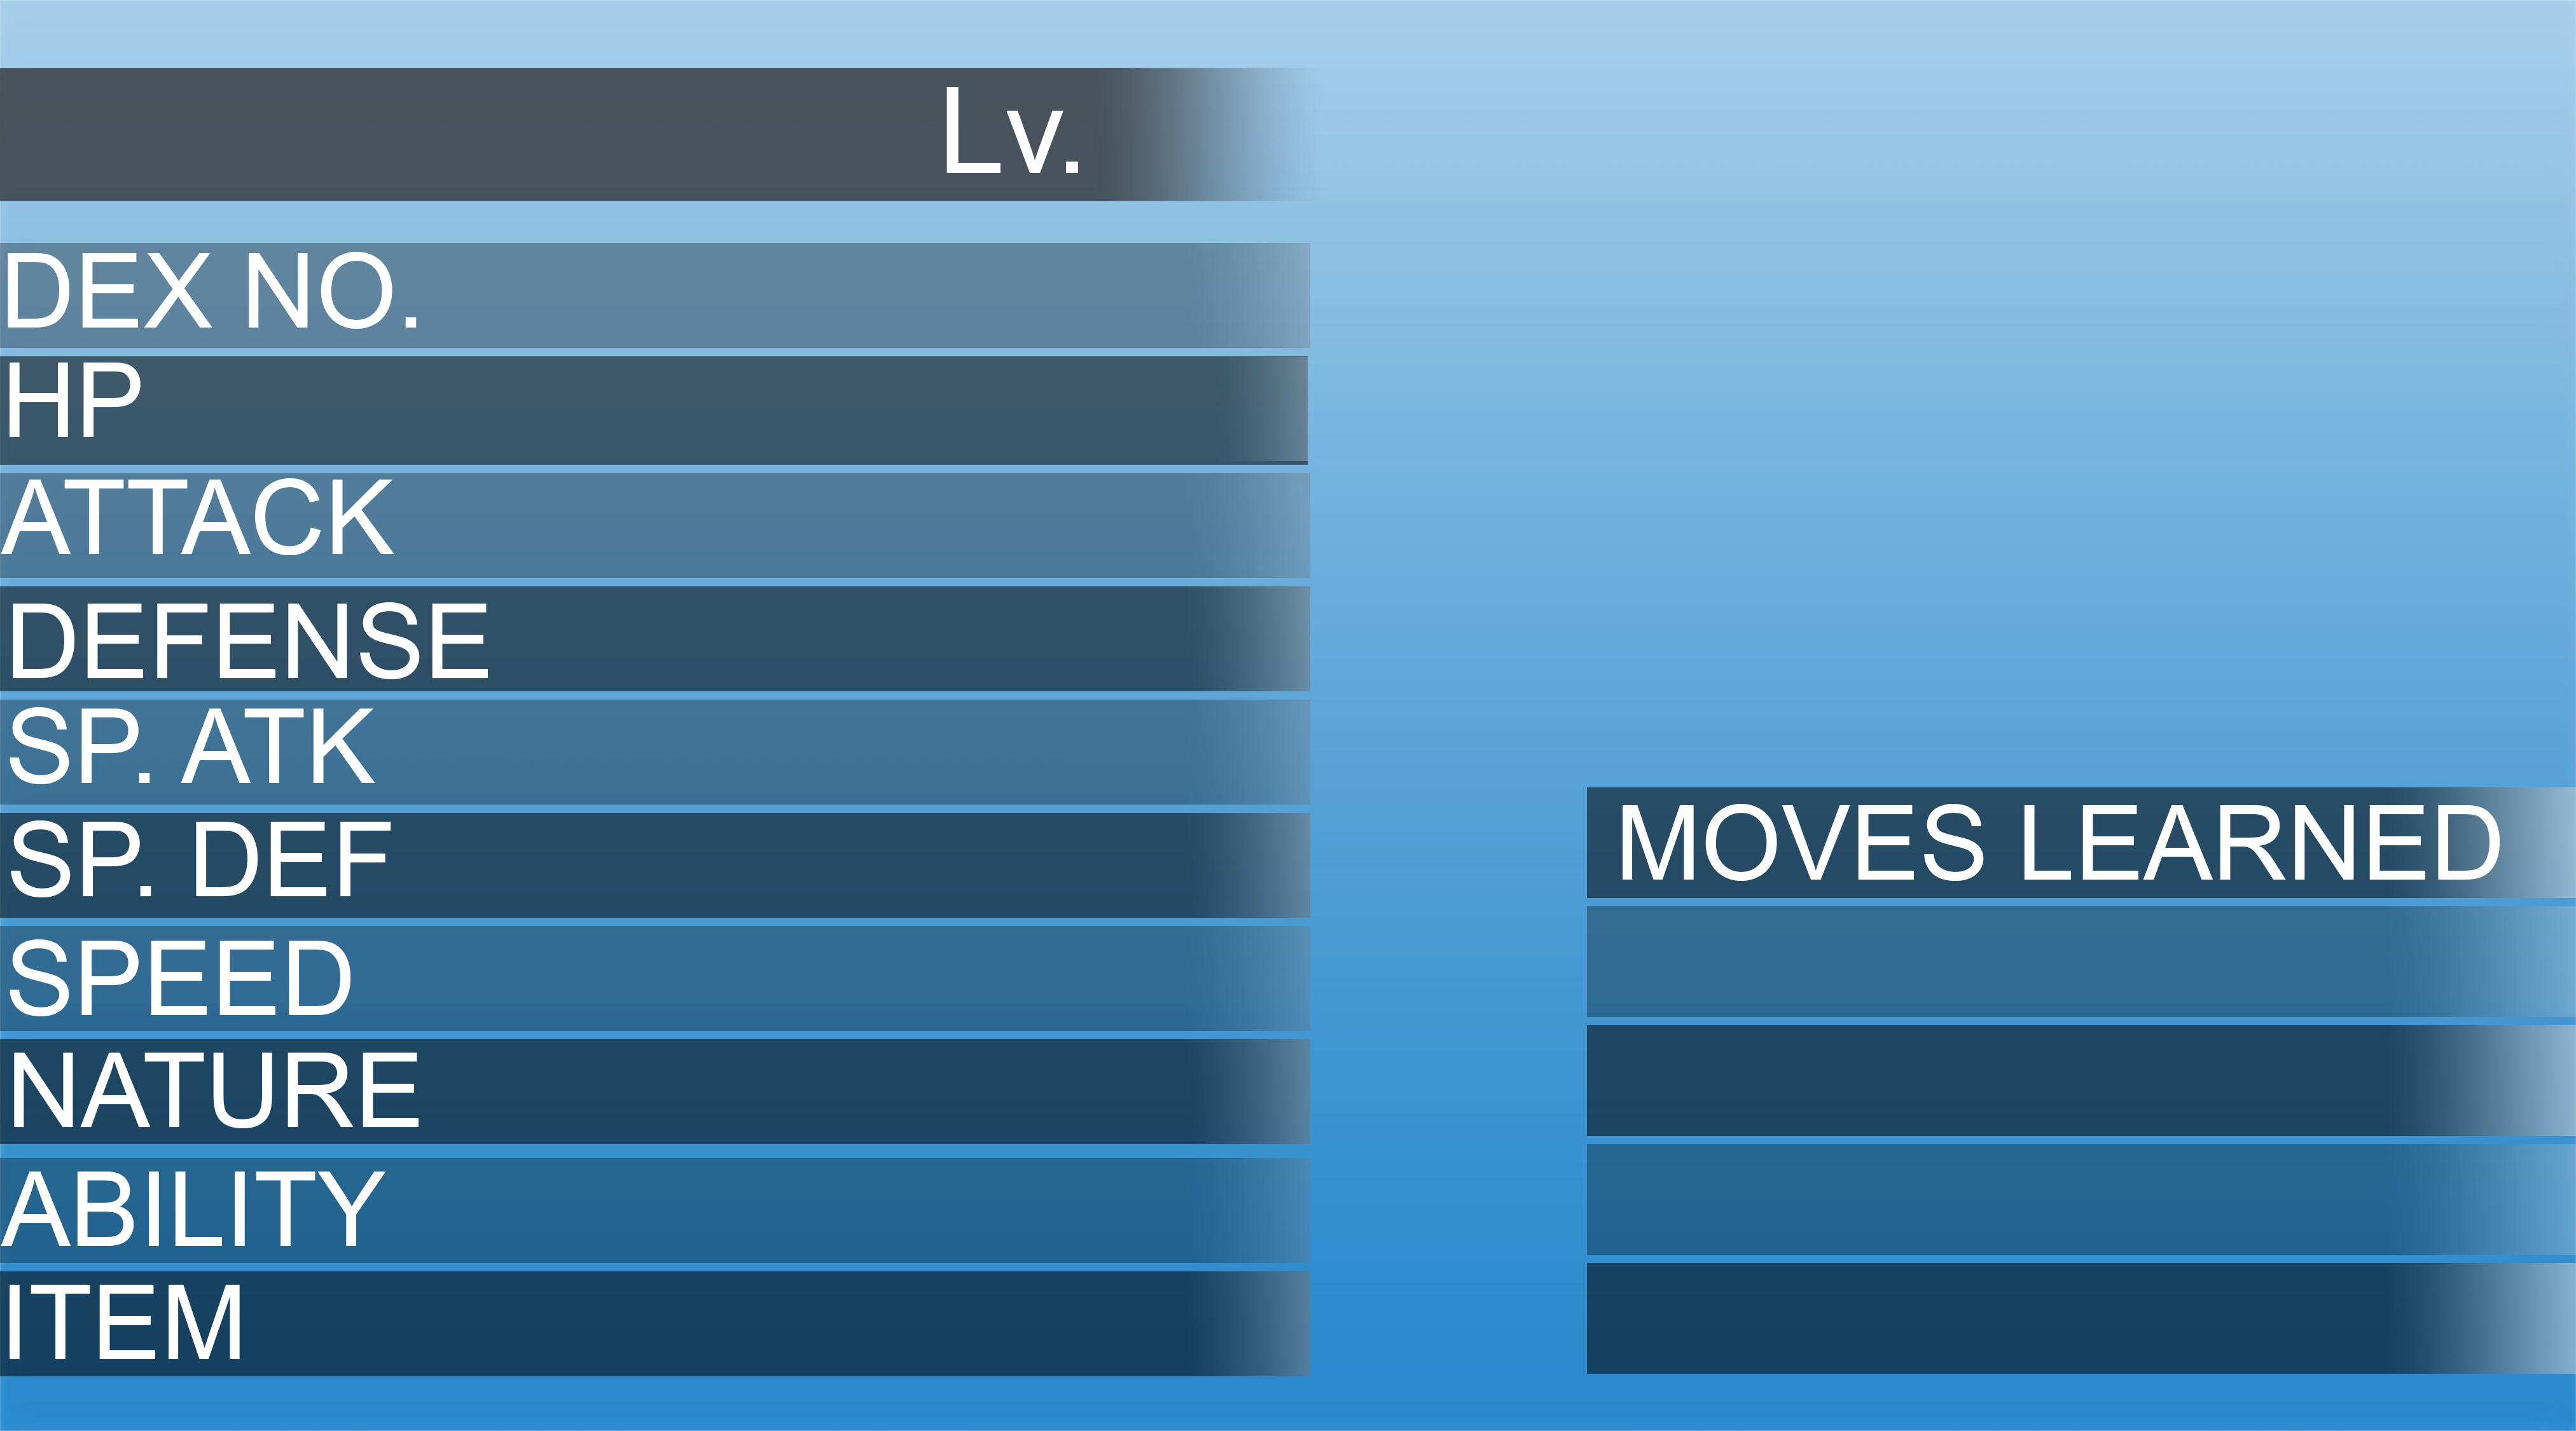 Lv.
DEX NO.
HP
ATTACK
DEFENSE
SP. ATK
SP. DEF
SPEED
NATURE
ABILITY
ITEM
MOVES LEARNED